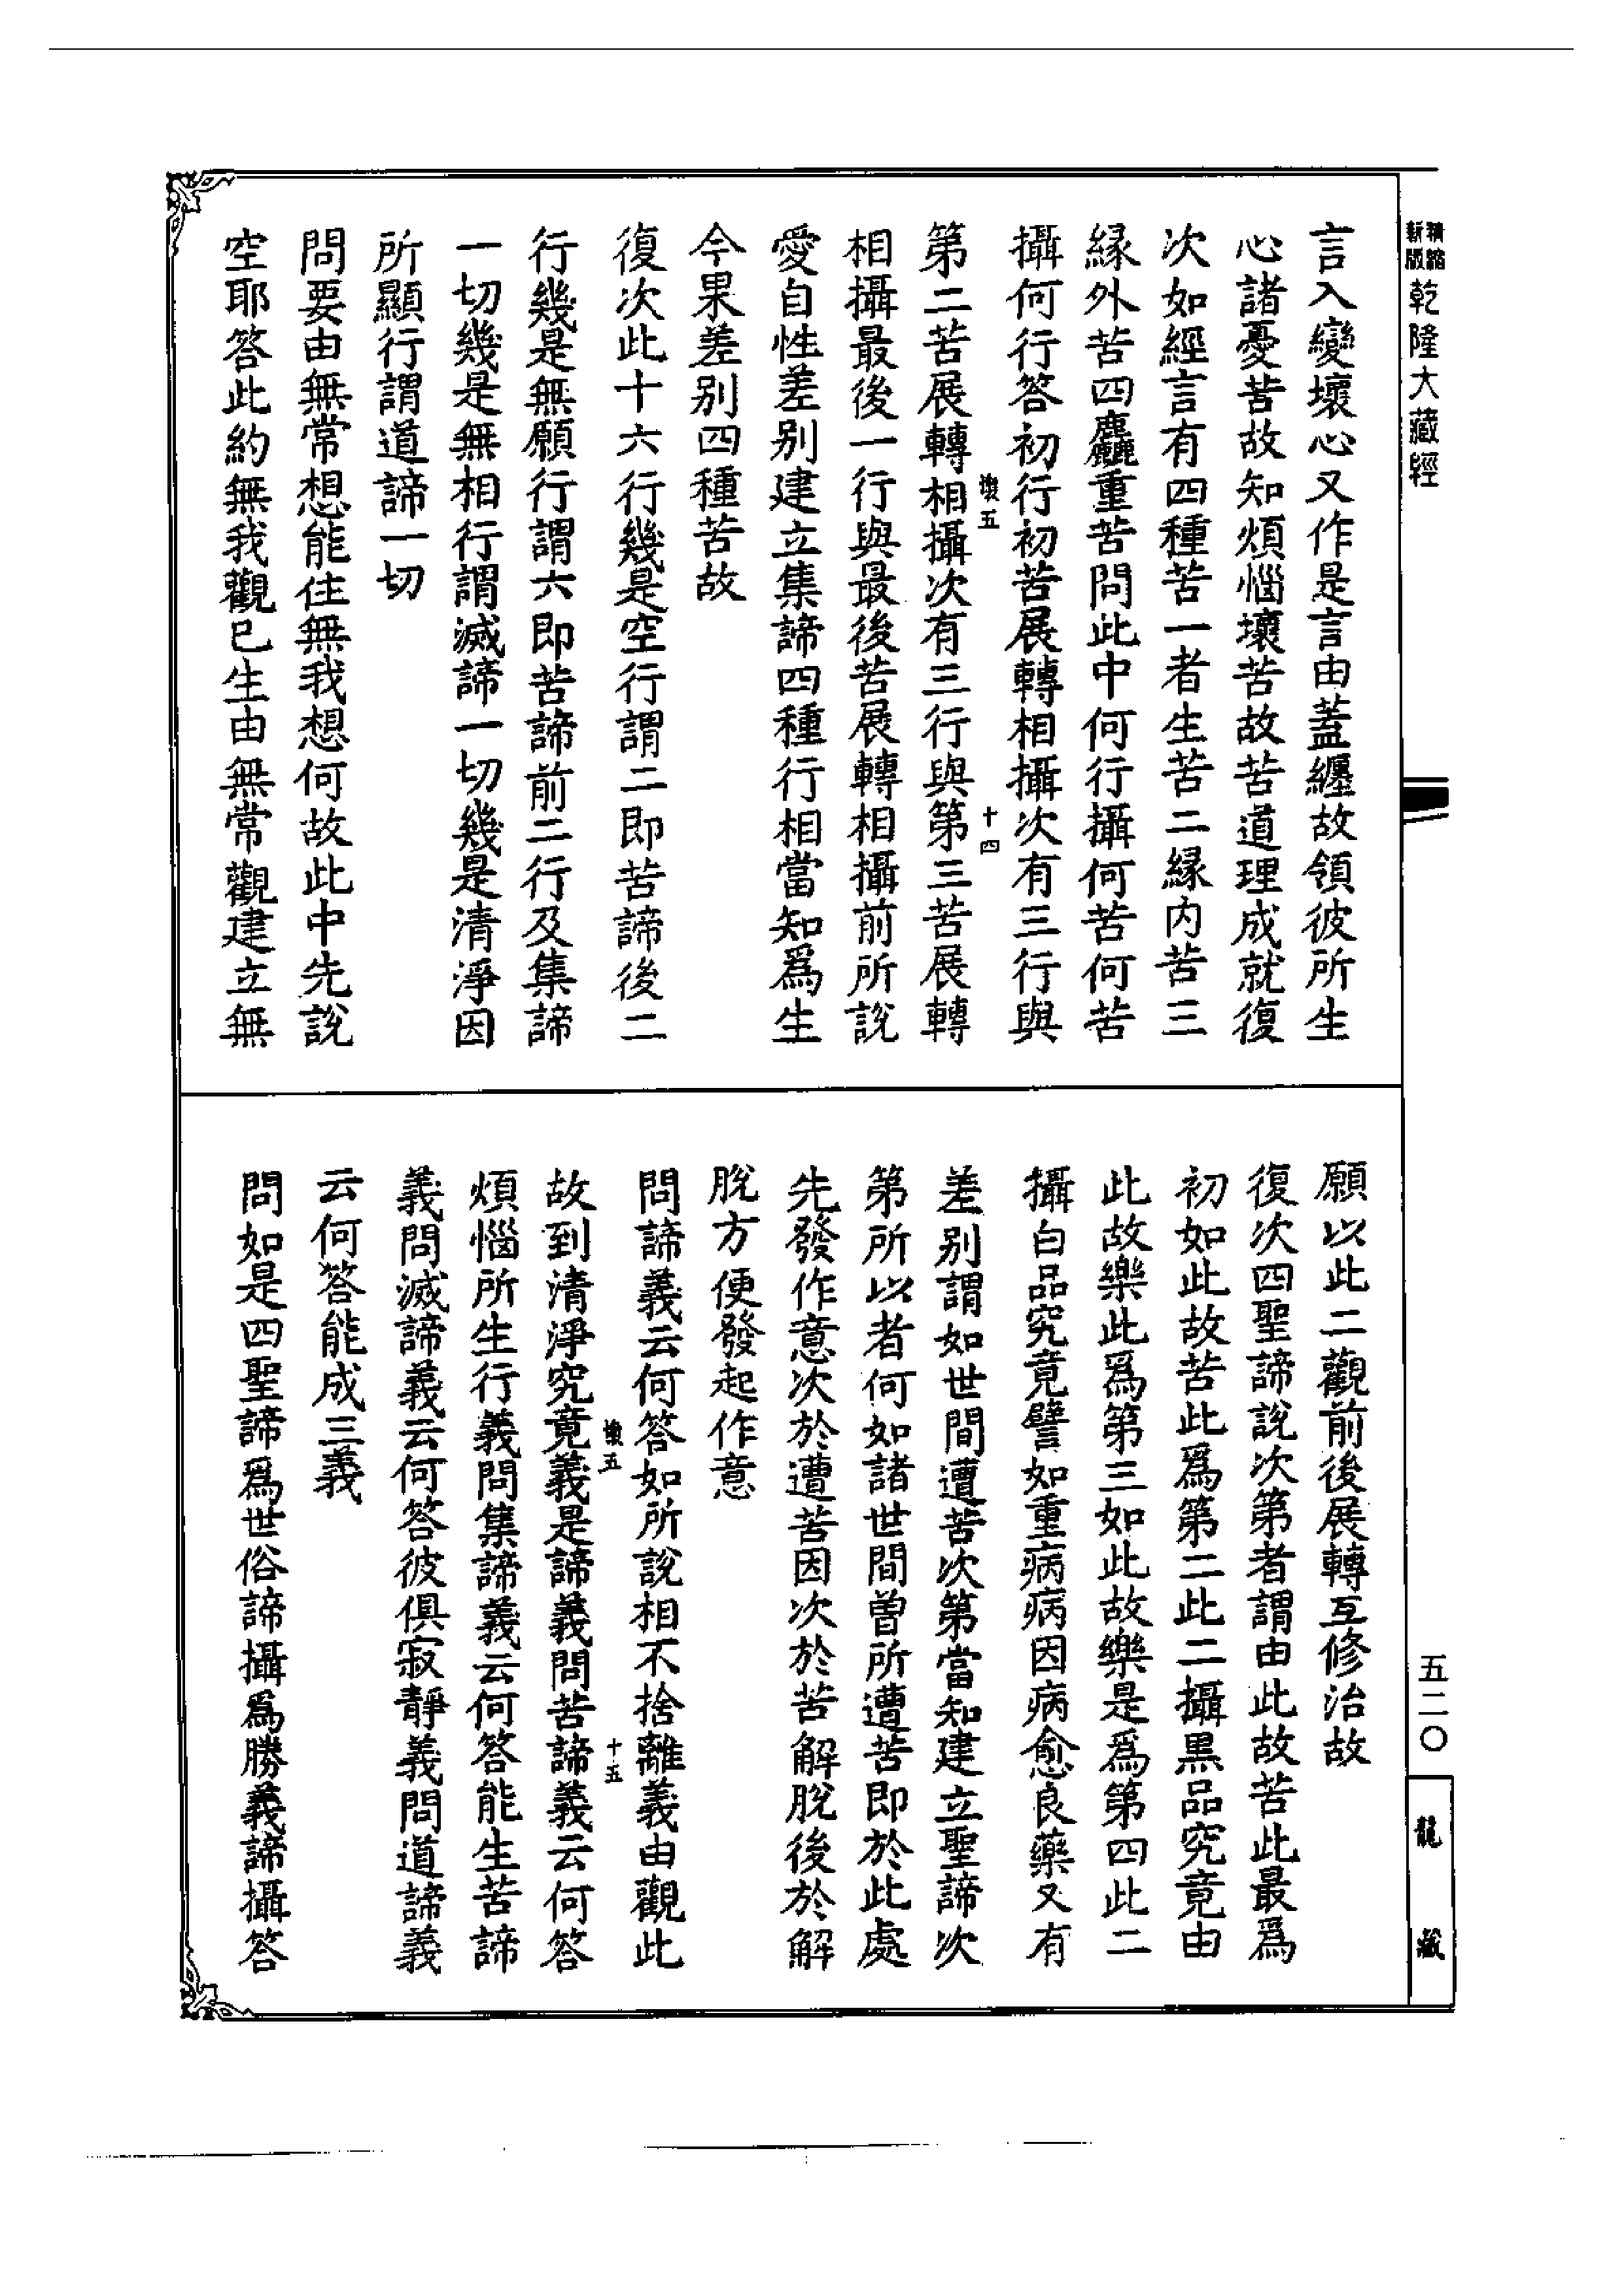 精縮
新版
乾隆大藏經
言入變壞心又作是言由蓋纏故領彼所生
心諸憂苦故知煩惱壞苦故苦道理成就復
次如經言有四種苦一者生苦二緣內苦三
緣外苦四麤重苦問此中何行攝何苦何苦
攝何行答初行初苦展轉相攝次有三行與
壞五
十四
第二苦展轉相攝次有三行與第三苦展轉
相攝最後一行與最後苦展轉相攝前所說
愛自性差别建立集諦四種行相當知爲生
今果差别四種苦故
復次此十六行幾是空行謂二即苦諦後二
行幾是無願行謂六即苦諦前二行及集諦
一切幾是無相行謂滅諦一切幾是清淨因
所顯行謂道諦一切
問要由無常想能住無我想何故此中先說
空耶答此約無我觀已生由無常觀建立無
願以此二觀前後展轉互修治故
復次四聖諦說次第者謂由此故苦此最爲
初如此故苦此爲第二此二攝黑品究竟由
此故樂此爲第三如此故樂是爲第四此二
攝白品究竟譬如重病病因病愈良藥又有
差别謂如世間遭苦次第當知建立聖諦次
第所以者何如諸世間曾所遭苦即於此處
先發作意次於遭苦因次於苦解脫後於解
脫方便發起作意
問諦義云何答如所說相不捨離義由觀此
壞五
十五
故到清淨究竟義是諦義問苦諦義云何答
煩惱所生行義問集諦義云何答能生苦諦
義問滅諦義云何答彼俱寂靜義問道諦義
云何答能成三義
問如是四聖諦爲世俗諦攝爲勝義諦攝答
五二〇
龍藏